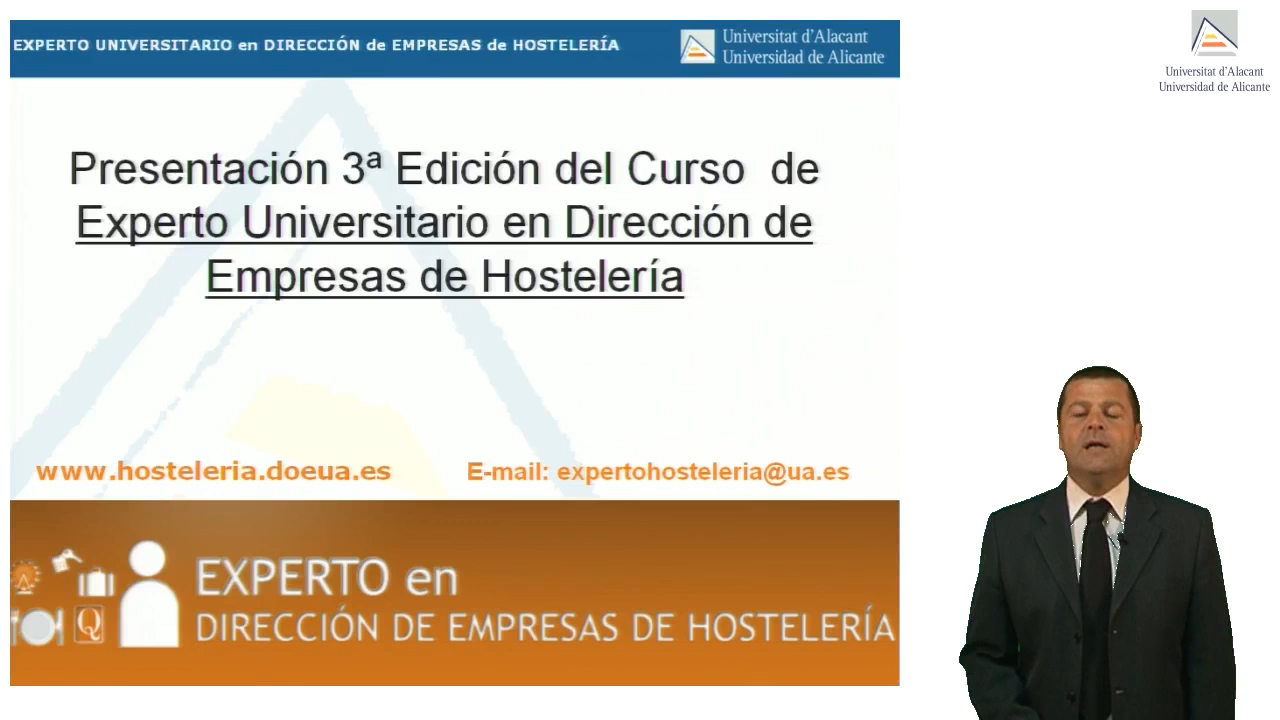 EXPERTO UNIVERSITARIO en DIRECCIÓN de EMPRESAS de HOSTELERÍA
Universitat d'Alacant
Universidad de Alicante
Universitat d'Alacant
Universidad de Alicante
Presentación 3ª Edición del Curso de
Experto Universitario en Dirección de
Empresas de Hostelería
www.hosteleria.doeua.es
E-mail: expertohosteleria@ua.es
EXPERTO en
Q
DIRECCIÓN DE EMPRESAS DE HOSTELERÍA